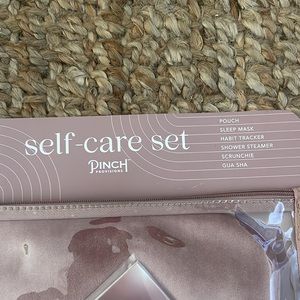 self-care set
PINCH
PROVISIONS
POUCH
SLEEP MASK
HABIT TRACKER
SHOWER STEAMER
SCRUNCHIE
GUA SHA